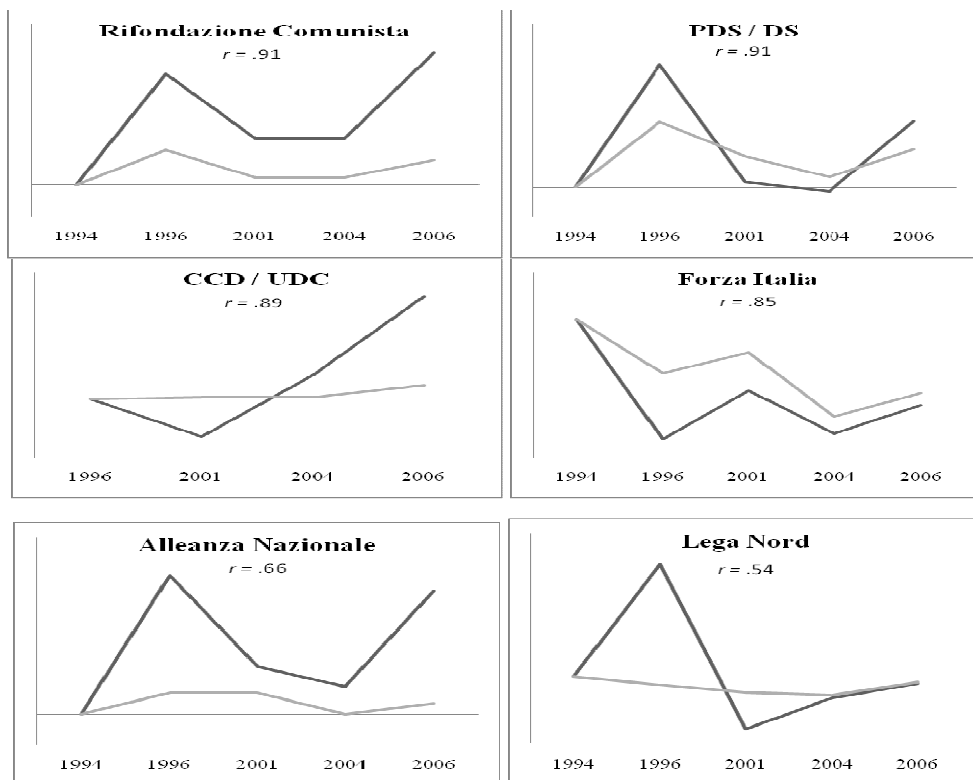 Rifondazione Comunista
r = .91
1994 1996 2001 2004 2006
PDS / DS
r = .91
1994 1996 2001 2004 2006
CCD / UDC
r = .89
1996 2001 2004 2006
Forza Italia
r = .85
1994 1996 2001 2004 2006
Alleanza Nazionale
r = .66
1994 1996 2001 2004 2006
Lega Nord
r = .54
1994 1996 2001 2004 2006